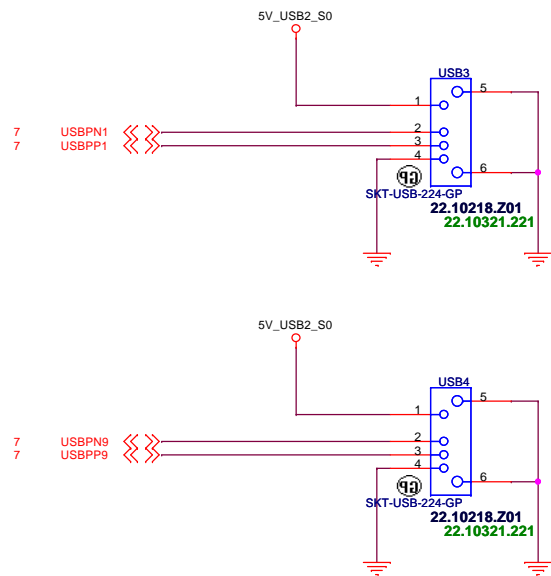 5V_USB2_S0
USB3
5
1
7 USBPN1 2
7 USBPP1 3
4
6
GP
SKT-USB-224-GP
22.10218.Z01
22.10321.221
5V_USB2_S0
USB4
5
1
7 USBPN9 2
7 USBPP9 3
4
6
GP
SKT-USB-224-GP
22.10218.Z01
22.10321.221